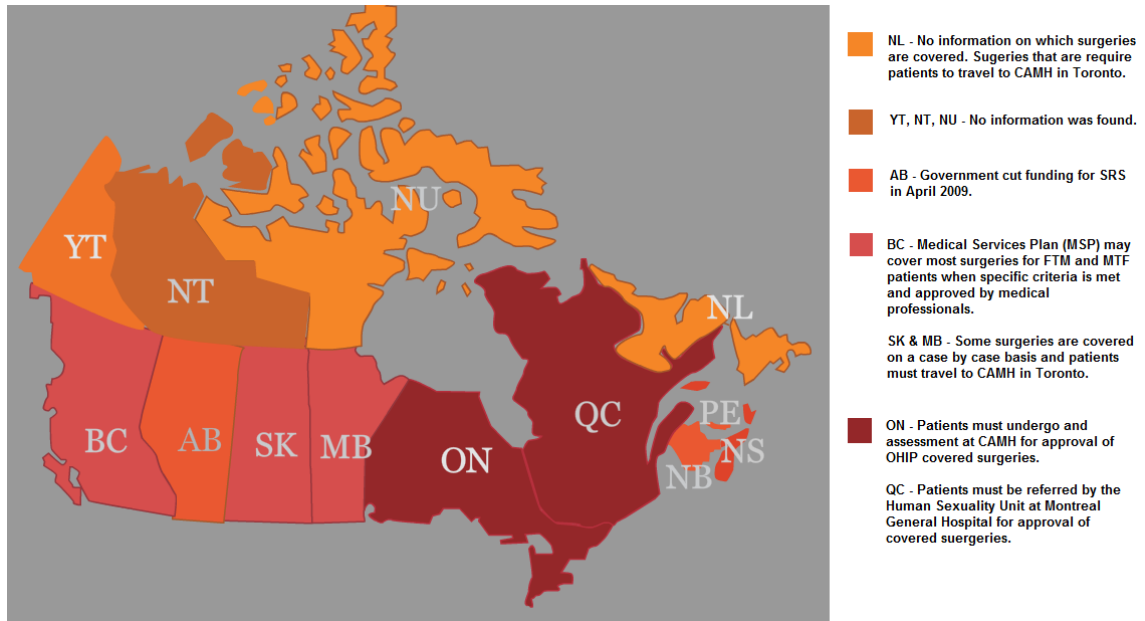 YT
NT
NU
NL
BC
AB
SK
MB
ON
QC
PE
NB
NS
NL - No information on which surgeries
are covered. Sugeries that are require
patients to travel to CAMH in Toronto.
YT, NT, NU - No information was found.
AB - Government cut funding for SRS
in April 2009.
BC - Medical Services Plan (MSP) may
cover most surgeries for FTM and MTF
patients when specific criteria is met
and approved by medical
professionals.
SK & MB - Some surgeries are covered
on a case by case basis and patients
must travel to CAMH in Toronto.
ON - Patients must undergo and
assessment at CAMH for approval of
OHIP covered surgeries.
QC - Patients must be referred by the
Human Sexuality Unit at Montreal
General Hospital for approval of
covered suergeries.